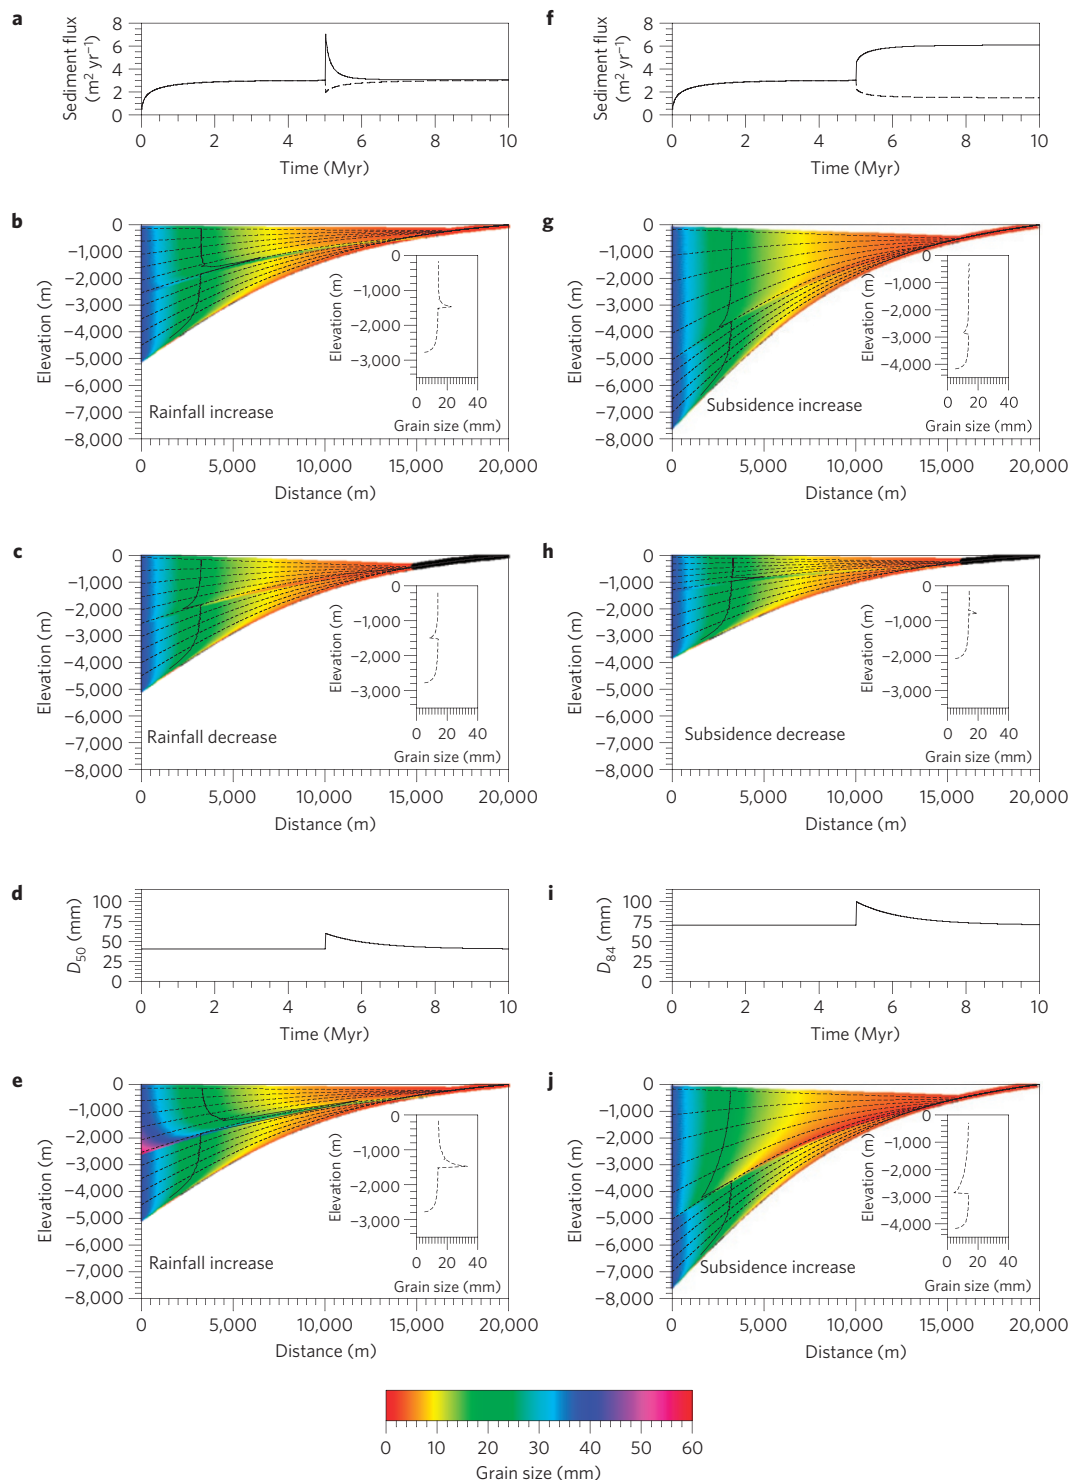 a
Sediment flux
(m² yr⁻¹)
8
6
4
2
0
0 2 4 6 8 10
Time (Myr)
f
Sediment flux
(m² yr⁻¹)
8
6
4
2
0
0 2 4 6 8 10
Time (Myr)
b
Elevation (m)
0
−1,000
−2,000
−3,000
−4,000
−5,000
−6,000
−7,000
−8,000
Rainfall increase
Elevation (m)
0
−1,000
−2,000
−3,000
0 20 40
Grain size (mm)
0 5,000 10,000 15,000 20,000
Distance (m)
g
Elevation (m)
0
−1,000
−2,000
−3,000
−4,000
−5,000
−6,000
−7,000
−8,000
Subsidence increase
Elevation (m)
0
−1,000
−2,000
−3,000
−4,000
0 20 40
Grain size (mm)
0 5,000 10,000 15,000 20,000
Distance (m)
c
Elevation (m)
0
−1,000
−2,000
−3,000
−4,000
−5,000
−6,000
−7,000
−8,000
Rainfall decrease
Elevation (m)
0
−1,000
−2,000
−3,000
0 20 40
Grain size (mm)
0 5,000 10,000 15,000 20,000
Distance (m)
h
Elevation (m)
0
−1,000
−2,000
−3,000
−4,000
−5,000
−6,000
−7,000
−8,000
Subsidence decrease
Elevation (m)
0
−1,000
−2,000
−3,000
0 20 40
Grain size (mm)
0 5,000 10,000 15,000 20,000
Distance (m)
d
D₅₀ (mm)
100
75
50
25
0
0 2 4 6 8 10
Time (Myr)
i
D₈₄ (mm)
100
75
50
25
0
0 2 4 6 8 10
Time (Myr)
e
Elevation (m)
0
−1,000
−2,000
−3,000
−4,000
−5,000
−6,000
−7,000
−8,000
Rainfall increase
Elevation (m)
0
−1,000
−2,000
−3,000
0 20 40
Grain size (mm)
0 5,000 10,000 15,000 20,000
Distance (m)
j
Elevation (m)
0
−1,000
−2,000
−3,000
−4,000
−5,000
−6,000
−7,000
−8,000
Subsidence increase
Elevation (m)
0
−1,000
−2,000
−3,000
−4,000
0 20 40
Grain size (mm)
0 5,000 10,000 15,000 20,000
Distance (m)
0 10 20 30 40 50 60
Grain size (mm)